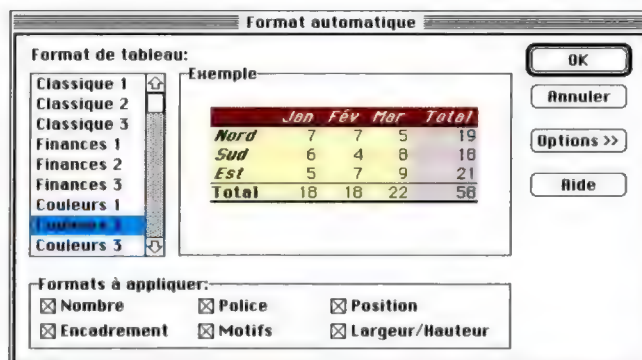 Format automatique
Format de tableau:
Classique 1
Classique 2
Classique 3
Finances 1
Finances 2
Finances 3
Couleurs 1
Couleurs 3
Exemple
Jan Fév Mar Total
Nord 7 7 5 19
Sud 6 4 8 18
Est 5 7 9 21
Total 18 18 22 58
OK
Annuler
Options >>
Aide
Formats à appliquer:
Nombre Police Position
Encadrement Motifs Largeur/Hauteur